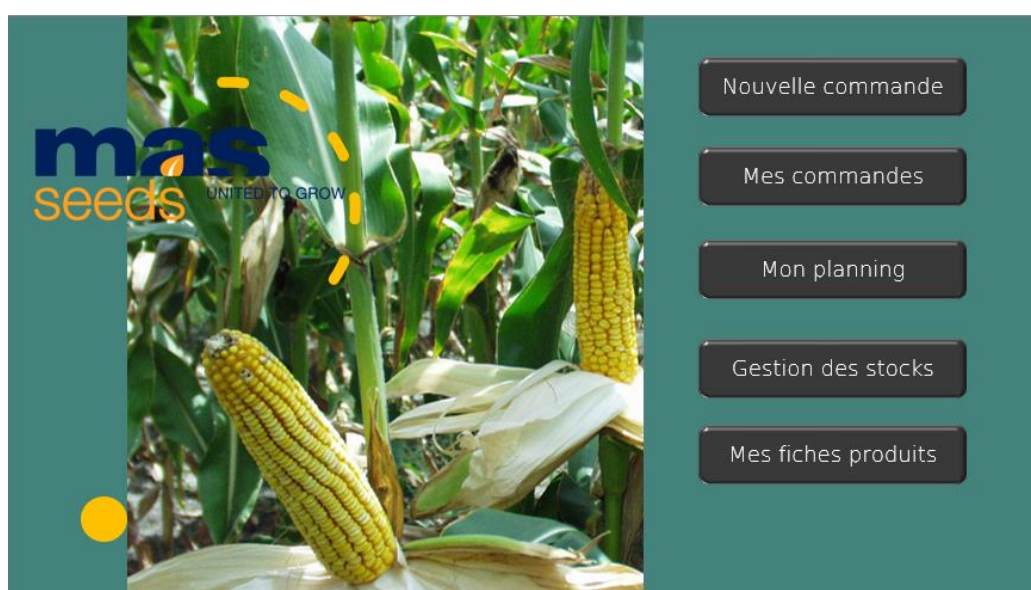 mas
seeds
UNITED TO GROW
Nouvelle commande
Mes commandes
Mon planning
Gestion des stocks
Mes fiches produits